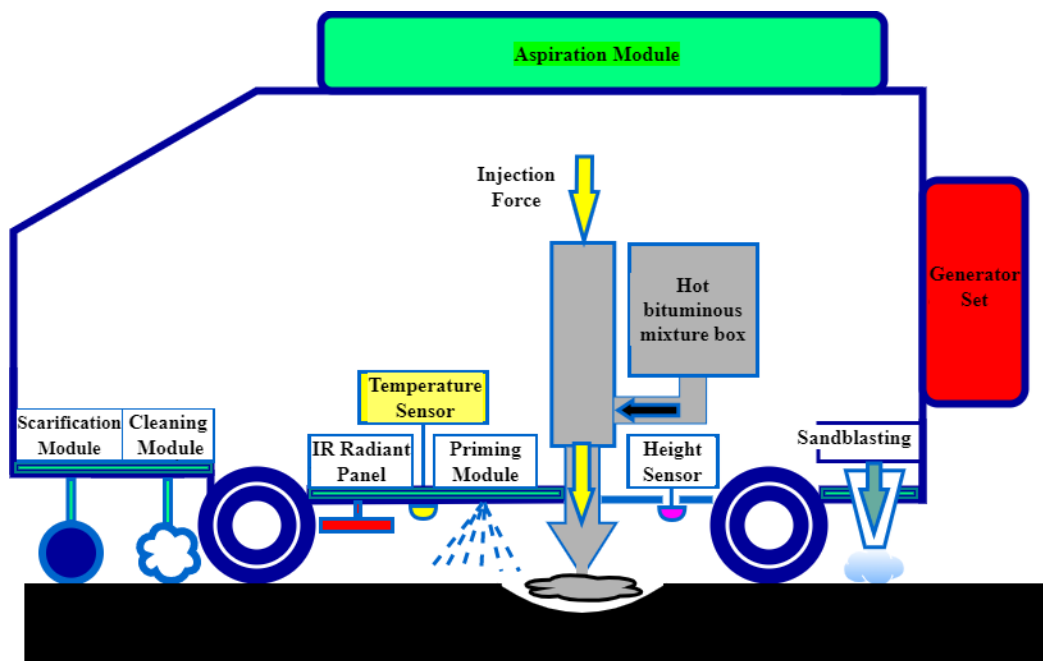 Aspiration Module
Injection
Force
Generator
Set
Hot
bituminous
mixture box
Temperature
Sensor
Scarification
Module
Cleaning
Module
IR Radiant
Panel
Priming
Module
Height
Sensor
Sandblasting